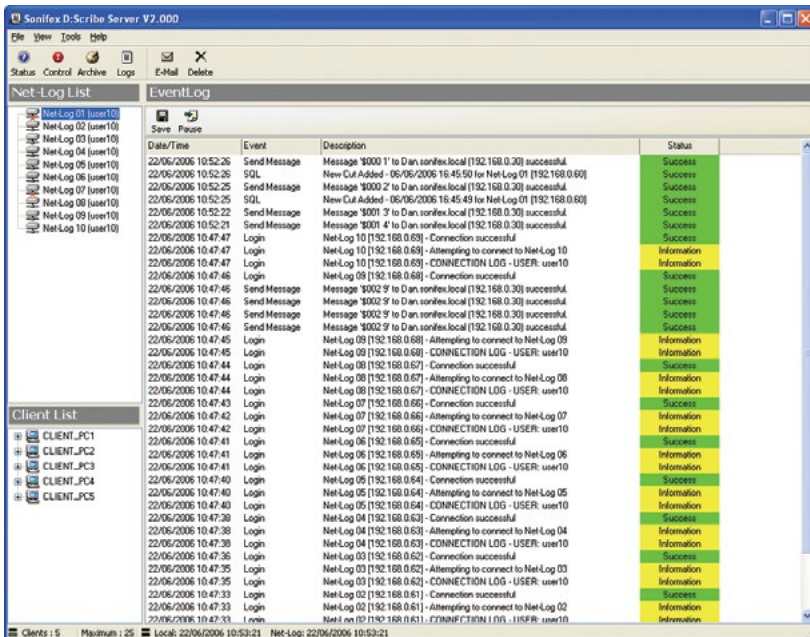 Sonifex D:Scribe Server V2.000
File View Tools Help
Status Control Archive Logs E-Mail Delete
Net-Log List
Net-Log 01 (user10)
Net-Log 02 (user10)
Net-Log 03 (user10)
Net-Log 04 (user10)
Net-Log 05 (user10)
Net-Log 06 (user10)
Net-Log 07 (user10)
Net-Log 08 (user10)
Net-Log 09 (user10)
Net-Log 10 (user10)
Client List
CLIENT_PC1
CLIENT_PC2
CLIENT_PC3
CLIENT_PC4
CLIENT_PC5
EventLog
Save Pause
Date/Time Event Description Status
22/06/2006 10:52:26 Send Message Message '$000 1' to Dan.sonifex.local [192.168.0.30] successful. Success
22/06/2006 10:52:26 SQL New Cut Added - 06/06/2006 16:45:50 for Net-Log 01 [192.168.0.60] Success
22/06/2006 10:52:25 Send Message Message '$000 2' to Dan.sonifex.local [192.168.0.30] successful. Success
22/06/2006 10:52:25 SQL New Cut Added - 06/06/2006 16:45:49 for Net-Log 01 [192.168.0.60] Success
22/06/2006 10:52:22 Send Message Message '$001 3' to Dan.sonifex.local [192.168.0.30] successful. Success
22/06/2006 10:52:21 Send Message Message '$001 4' to Dan.sonifex.local [192.168.0.30] successful. Success
22/06/2006 10:47:47 Login Net-Log 10 [192.168.0.69] - Connection successful Success
22/06/2006 10:47:47 Login Net-Log 10 [192.168.0.69] - Attempting to connect to Net-Log 10 Information
22/06/2006 10:47:47 Login Net-Log 10 [192.168.0.69] - CONNECTION LOG - USER: user10 Information
22/06/2006 10:47:46 Login Net-Log 09 [192.168.0.68] - Connection successful Success
22/06/2006 10:47:46 Send Message Message '$002 9' to Dan.sonifex.local [192.168.0.30] successful. Success
22/06/2006 10:47:46 Send Message Message '$002 9' to Dan.sonifex.local [192.168.0.30] successful. Success
22/06/2006 10:47:46 Send Message Message '$002 9' to Dan.sonifex.local [192.168.0.30] successful. Success
22/06/2006 10:47:46 Send Message Message '$002 9' to Dan.sonifex.local [192.168.0.30] successful. Success
22/06/2006 10:47:45 Login Net-Log 09 [192.168.0.68] - Attempting to connect to Net-Log 09 Information
22/06/2006 10:47:45 Login Net-Log 09 [192.168.0.68] - CONNECTION LOG - USER: user10 Information
22/06/2006 10:47:44 Login Net-Log 08 [192.168.0.67] - Connection successful Success
22/06/2006 10:47:44 Login Net-Log 08 [192.168.0.67] - Attempting to connect to Net-Log 08 Information
22/06/2006 10:47:44 Login Net-Log 08 [192.168.0.67] - CONNECTION LOG - USER: user10 Information
22/06/2006 10:47:43 Login Net-Log 07 [192.168.0.66] - Connection successful Success
22/06/2006 10:47:42 Login Net-Log 07 [192.168.0.66] - Attempting to connect to Net-Log 07 Information
22/06/2006 10:47:42 Login Net-Log 07 [192.168.0.66] - CONNECTION LOG - USER: user10 Information
22/06/2006 10:47:41 Login Net-Log 06 [192.168.0.65] - Connection successful Success
22/06/2006 10:47:41 Login Net-Log 06 [192.168.0.65] - Attempting to connect to Net-Log 06 Information
22/06/2006 10:47:41 Login Net-Log 06 [192.168.0.65] - CONNECTION LOG - USER: user10 Information
22/06/2006 10:47:40 Login Net-Log 05 [192.168.0.64] - Connection successful Success
22/06/2006 10:47:40 Login Net-Log 05 [192.168.0.64] - Attempting to connect to Net-Log 05 Information
22/06/2006 10:47:40 Login Net-Log 05 [192.168.0.64] - CONNECTION LOG - USER: user10 Information
22/06/2006 10:47:39 Login Net-Log 04 [192.168.0.63] - Connection successful Success
22/06/2006 10:47:38 Login Net-Log 04 [192.168.0.63] - Attempting to connect to Net-Log 04 Information
22/06/2006 10:47:38 Login Net-Log 04 [192.168.0.63] - CONNECTION LOG - USER: user10 Information
22/06/2006 10:47:36 Login Net-Log 03 [192.168.0.62] - Connection successful Success
22/06/2006 10:47:35 Login Net-Log 03 [192.168.0.62] - Attempting to connect to Net-Log 03 Information
22/06/2006 10:47:35 Login Net-Log 03 [192.168.0.62] - CONNECTION LOG - USER: user10 Information
22/06/2006 10:47:33 Login Net-Log 02 [192.168.0.61] - Connection successful Success
22/06/2006 10:47:33 Login Net-Log 02 [192.168.0.61] - Attempting to connect to Net-Log 02 Information
22/06/2006 10:47:33 Login Net-Log 02 [192.168.0.61] - CONNECTION LOG - USER: user10 Information
Clients : 5 Maximum : 25 Local: 22/06/2006 10:53:21 Net-Log: 22/06/2006 10:53:21